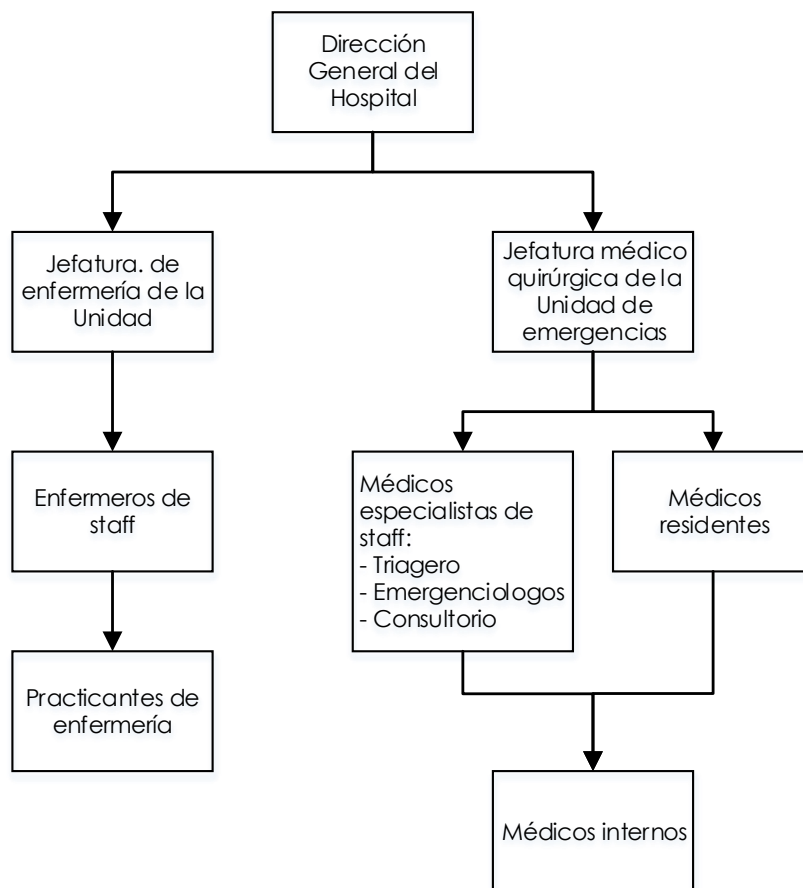 Dirección
General del
Hospital
Jefatura. de
enfermería de la
Unidad
Jefatura médico
quirúrgica de la
Unidad de
emergencias
Enfermeros de
staff
Médicos
especialistas de
staff:
- Triagero
- Emergenciologos
- Consultorio
Médicos
residentes
Practicantes de
enfermería
Médicos internos